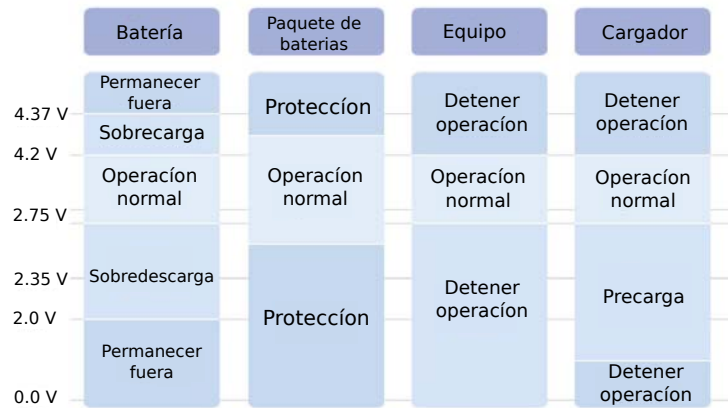 Batería
Paquete de
baterias
Equipo
Cargador
4.37 V
4.2 V
2.75 V
2.35 V
2.0 V
0.0 V
Permanecer
fuera
Sobrecarga
Operacíon
normal
Sobredescarga
Permanecer
fuera
Proteccíon
Operacíon
normal
Proteccíon
Detener
operacíon
Operacíon
normal
Detener
operacíon
Detener
operacíon
Operacíon
normal
Precarga
Detener
operacíon